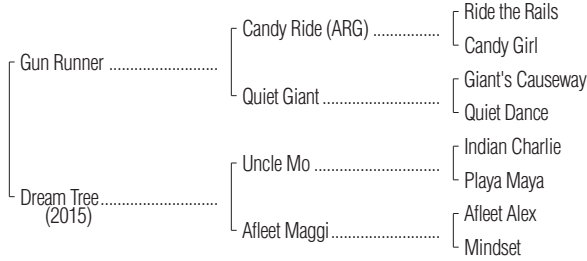 Ride the Rails
Candy Ride (ARG)
Candy Girl
Gun Runner
Giant's Causeway
Quiet Giant
Quiet Dance
Indian Charlie
Uncle Mo
Playa Maya
Dream Tree
(2015)
Afleet Alex
Afleet Maggi
Mindset